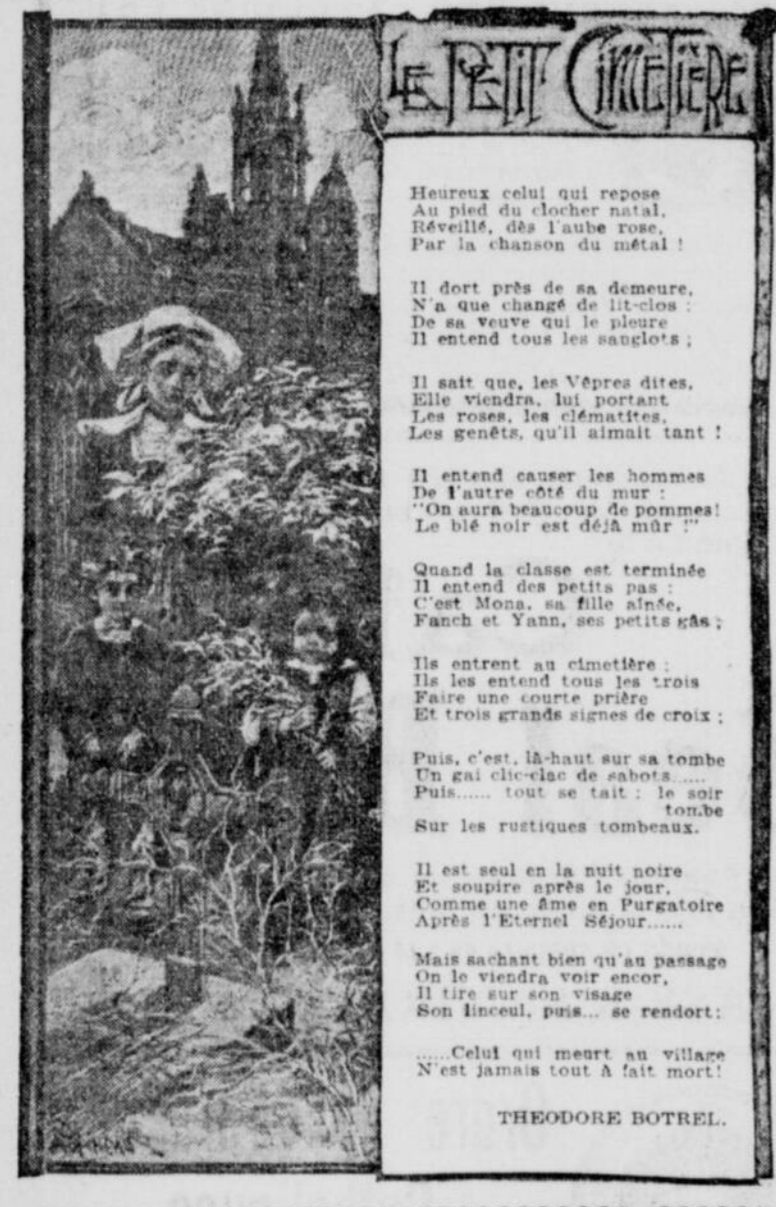 LE PETIT CIMETIÈRE
Heureux celui qui repose
Au pied du clocher natal,
Réveillé, dès l'aube rose,
Par la chanson du métal !
Il dort près de sa demeure,
N'a que changé de lit-clos :
De sa veuve qui le pleure
Il entend tous les sanglots ;
Il sait que, les Vêpres dites,
Elle viendra, lui portant
Les roses, les clématites,
Les genêts, qu'il aimait tant !
Il entend causer les hommes
De l'autre côté du mur :
"On aura beaucoup de pommes!
Le blé noir est déjà mûr !"
Quand la classe est terminée
Il entend des petits pas :
C'est Mona, sa fille aînée,
Fanch et Yann, ses petits gâs ;
Ils entrent au cimetière ;
Ils les entend tous les trois
Faire une courte prière
Et trois grands signes de croix ;
Puis, c'est, là-haut sur sa tombe
Un gai clic-clac de sabots......
Puis...... tout se tait : le soir
tombe
Sur les rustiques tombeaux.
Il est seul en la nuit noire
Et soupire après le jour,
Comme une âme en Purgatoire
Après l'Eternel Séjour......
Mais sachant bien qu'au passage
On le viendra voir encor,
Il tire sur son visage
Son linceul, puis... se rendort:
......Celui qui meurt au village
N'est jamais tout à fait mort!
THEODORE BOTREL.